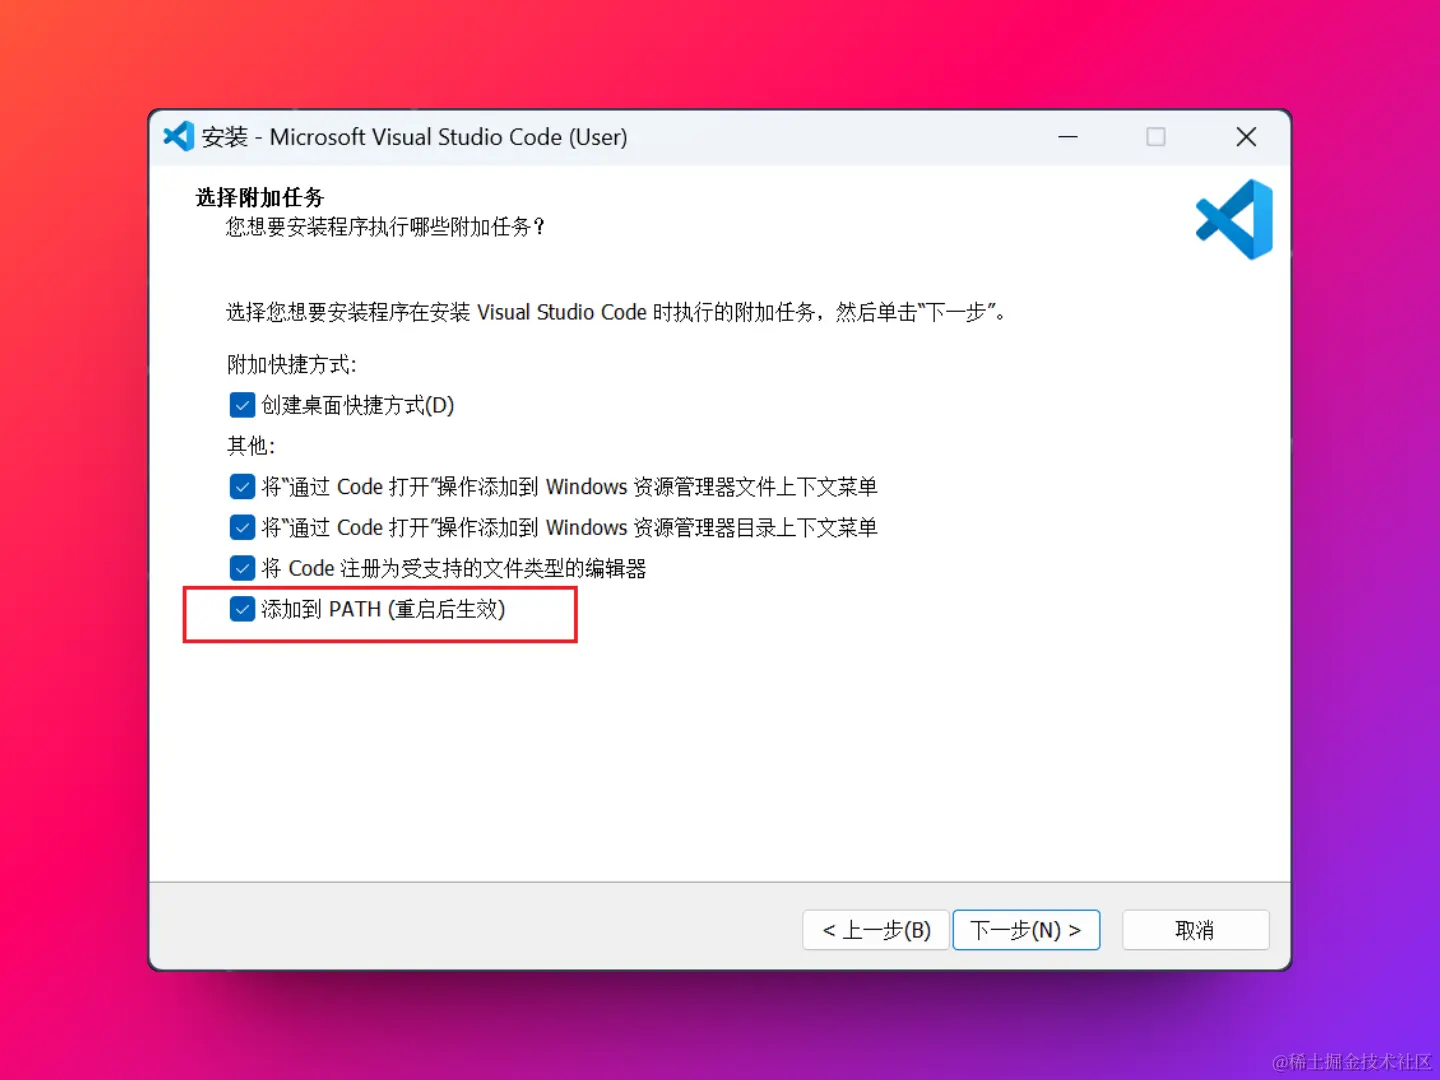 安装 - Microsoft Visual Studio Code (User)
选择附加任务
您想要安装程序执行哪些附加任务？
选择您想要安装程序在安装 Visual Studio Code 时执行的附加任务，然后单击“下一步”。
附加快捷方式:
创建桌面快捷方式(D)
其他:
将“通过 Code 打开”操作添加到 Windows 资源管理器文件上下文菜单
将“通过 Code 打开”操作添加到 Windows 资源管理器目录上下文菜单
将 Code 注册为受支持的文件类型的编辑器
添加到 PATH (重启后生效)
< 上一步(B)
下一步(N) >
取消
@稀土掘金技术社区